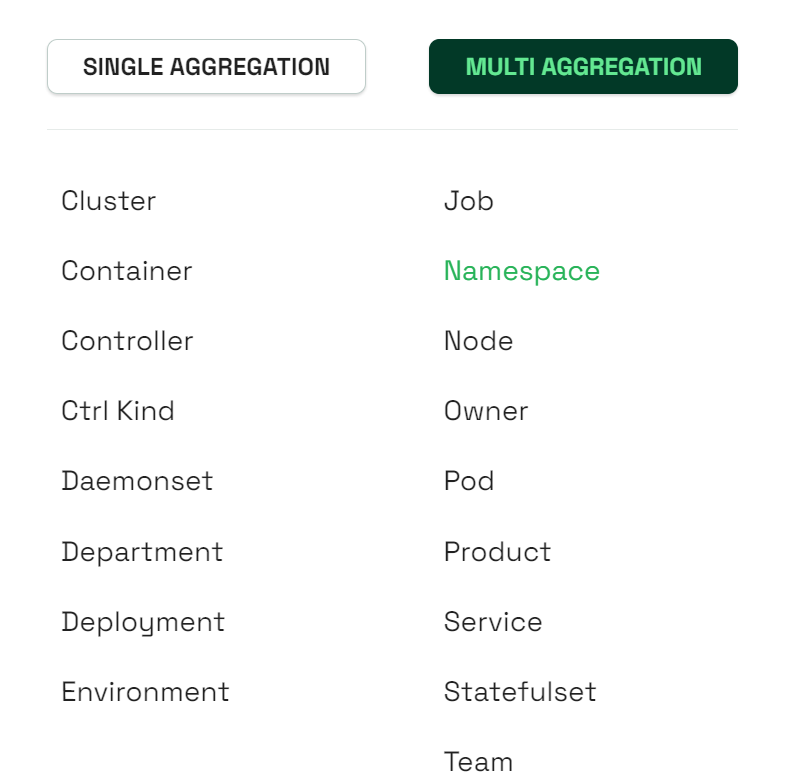 SINGLE AGGREGATION
MULTI AGGREGATION
Cluster
Container
Controller
Ctrl Kind
Daemonset
Department
Deployment
Environment
Job
Namespace
Node
Owner
Pod
Product
Service
Statefulset
Team